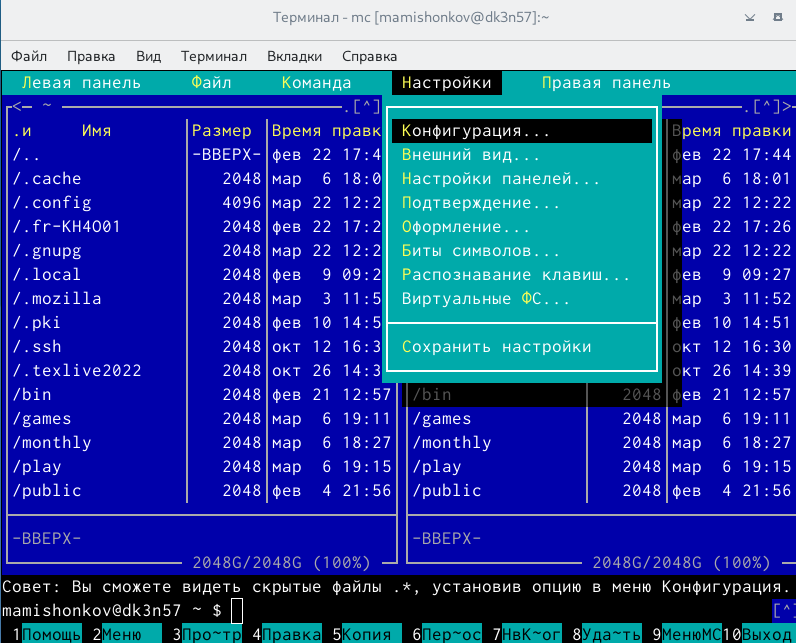 Терминал - mc [mamishonkov@dk3n57]:~
Файл Правка Вид Терминал Вкладки Справка
Левая панель Файл Команда Настройки Правая панель
<— ~ .[^] .[^]>
.и Имя Размер Время правк Конфигурация... Время правки
/.. -ВВЕРХ- фев 22 17:4 Внешний вид... фев 22 17:44
/.cache 2048 мар 6 18:0 Настройки панелей... мар 6 18:01
/.config 4096 мар 22 12:2 Подтверждение... мар 22 12:22
/.fr-KH4O01 2048 фев 22 17:2 Оформление... фев 22 17:26
/.gnupg 2048 мар 22 12:2 Биты символов... мар 22 12:22
/.local 2048 фев 9 09:2 Распознавание клавиш... фев 9 09:27
/.mozilla 2048 мар 3 11:5 Виртуальные ФС... мар 3 11:52
/.pki 2048 фев 10 14:5 фев 10 14:51
/.ssh 2048 окт 12 16:3 Сохранить настройки окт 12 16:30
/.texlive2022 2048 окт 26 14:3 окт 26 14:39
/bin 2048 фев 21 12:57 /bin 2048 фев 21 12:57
/games 2048 мар 6 19:11 /games 2048 мар 6 19:11
/monthly 2048 мар 6 18:27 /monthly 2048 мар 6 18:27
/play 2048 мар 6 19:15 /play 2048 мар 6 19:15
/public 2048 фев 4 21:56 /public 2048 фев 4 21:56
-ВВЕРХ- -ВВЕРХ-
2048G/2048G (100%) 2048G/2048G (100%)
Совет: Вы сможете видеть скрытые файлы .*, установив опцию в меню Конфигурация.
mamishonkov@dk3n57 ~ $ [^]
1Помощь 2Меню 3Про~тр 4Правка 5Копия 6Пер~ос 7НвК~ог 8Уда~ть 9МенюMC 10Выход